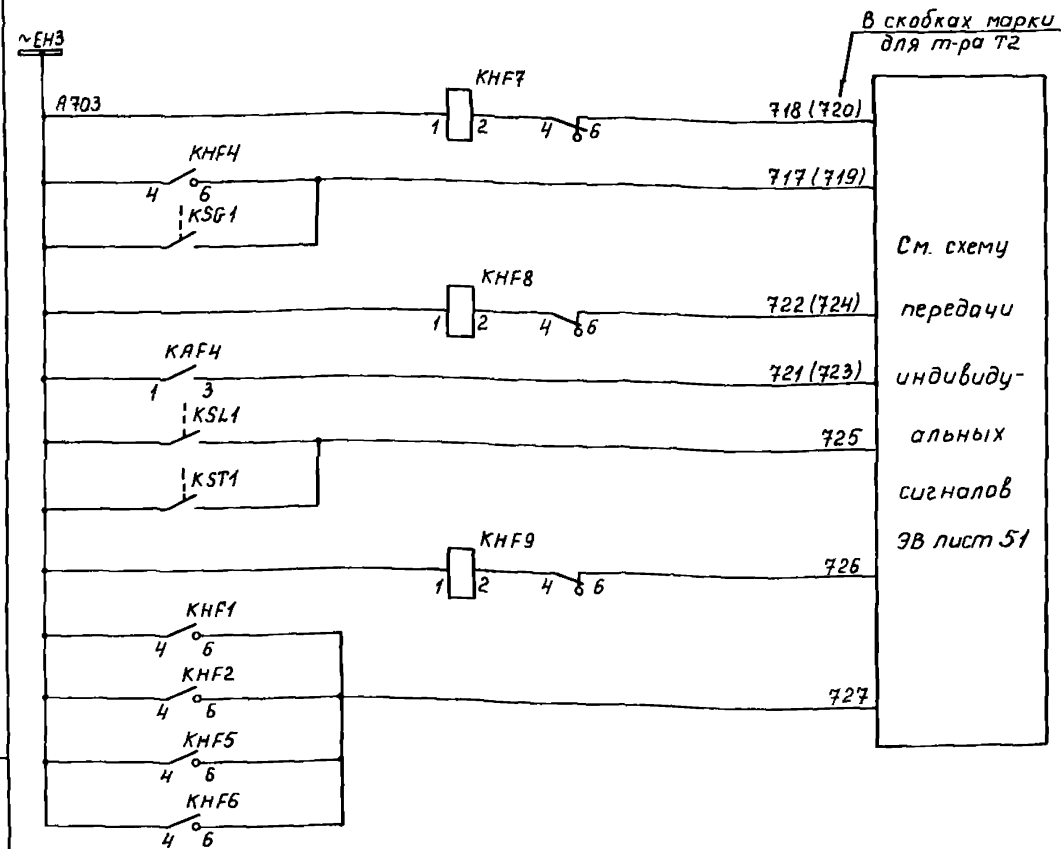 ~ЕНЗ
В скобках марки
для т-ра Т2
А703
KHF7
1 2 4 6
718 (720)
KHF4
4 6
717 (719)
KSG1
KHF8
1 2 4 6
722 (724)
KAF4
1 3
721 (723)
KSL1
725
KST1
KHF9
1 2 4 6
726
KHF1
4 6
KHF2
4 6
727
KHF5
4 6
KHF6
4 6
См. схему
передачи
индивиду-
альных
сигналов
ЭВ лист 51